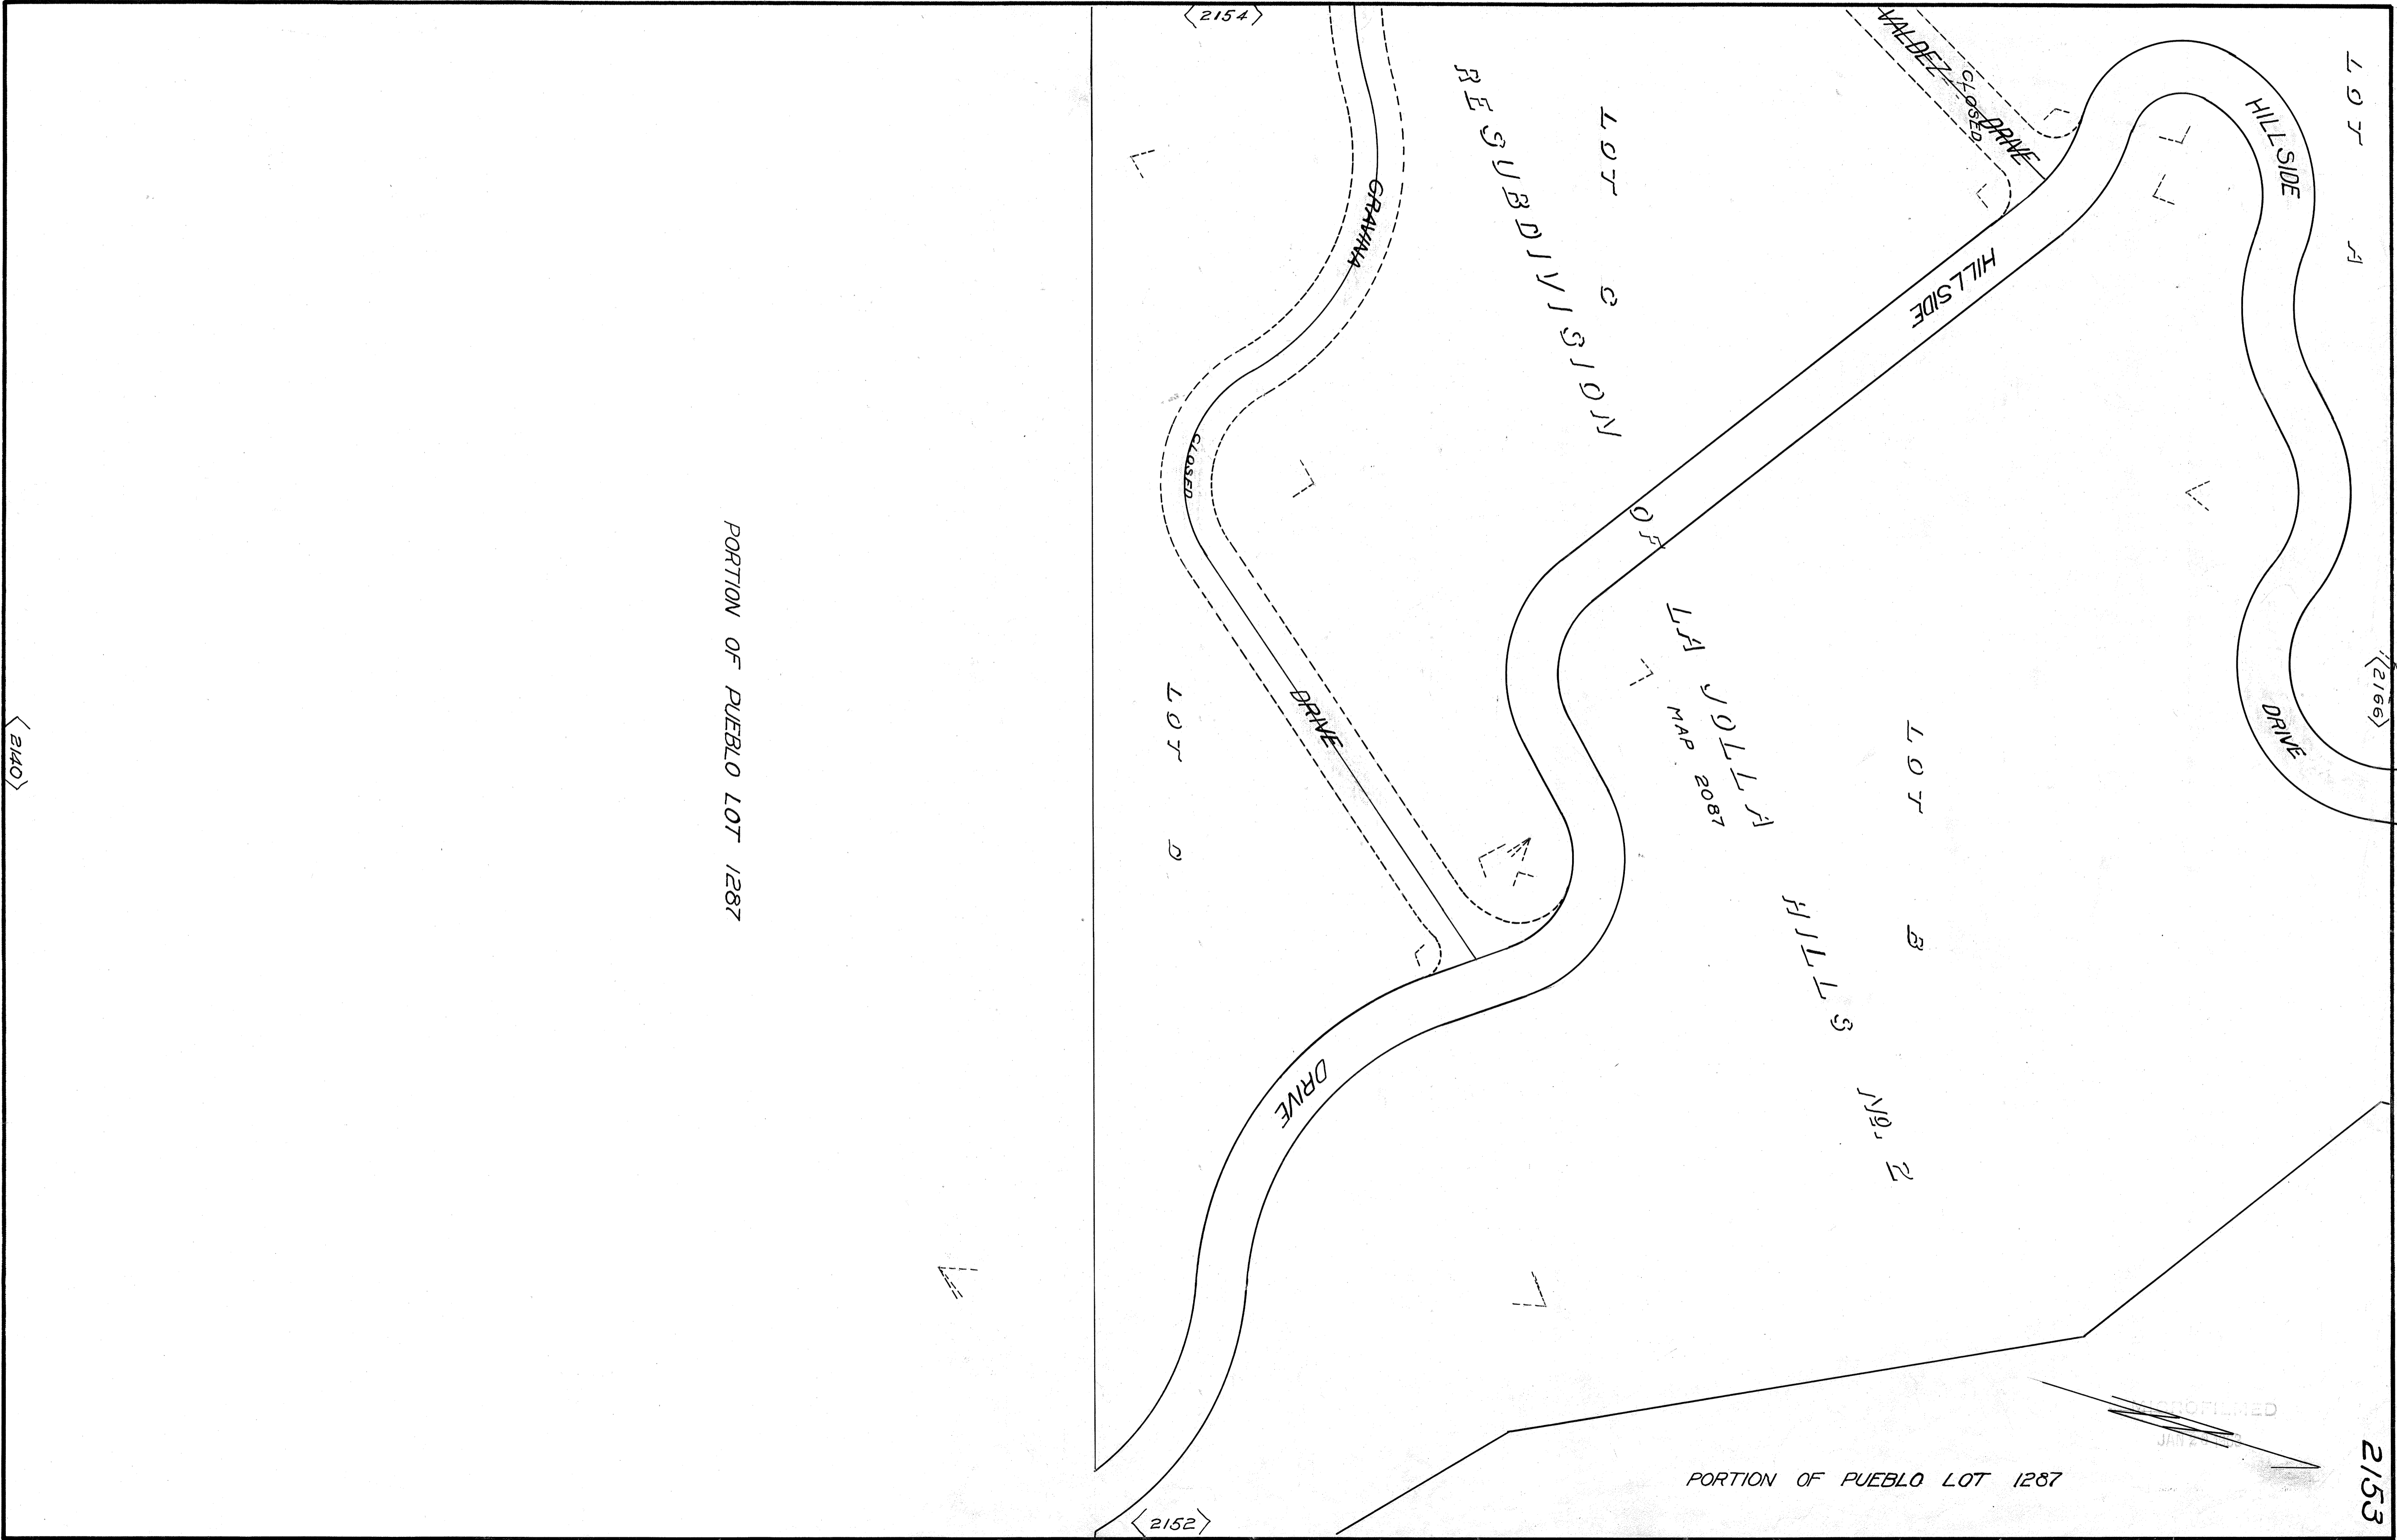 <2154>
VALDEZ DRIVE
CLOSED
HILLSIDE
LOT A
RESUBDIVISION
LOT C
GRAVINA
HILLSIDE
CLOSED
OF
PORTION OF PUEBLO LOT 1287
LOT D
DRIVE
LA JOLLA
MAP 2087
LOT B
<2166>
DRIVE
<2140>
HILLS
DRIVE
No. 2
MICROFILMED
PORTION OF PUEBLO LOT 1287
2153
<2152>